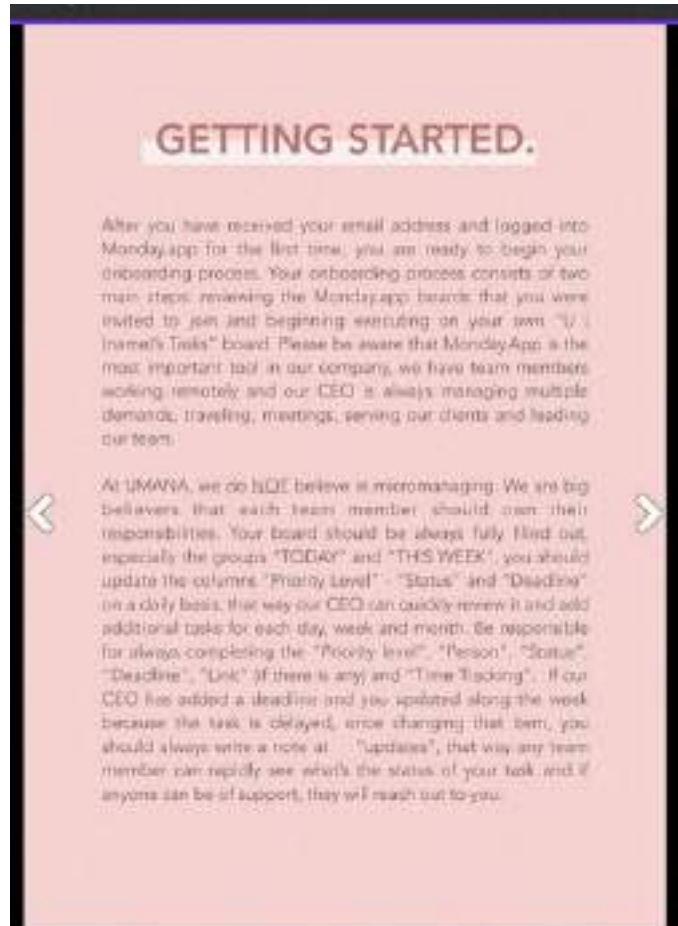 GETTING STARTED.
After you have received your email address and logged into
Monday.app for the first time, you are ready to begin your
onboarding process. Your onboarding process consists of two
main steps: reviewing the Monday.app boards that you were
invited to join and beginning executing on your own
Tasks" board. Please be aware that Monday.App is the
most important tool in our company, we have team members
working remotely and our CEO is always managing multiple
demands, traveling, meetings, serving our clients and leading
our team.
At UMANA, we do NOT believe in micromanaging. We are big
believers that each team member should own their
responsibilities. Your board should be always fully filled out,
especially the groups "TODAY" and "THIS WEEK", you should
update the columns "Priority Level" - "Status" and "Deadline"
on a daily basis, that way our CEO can quickly review it and add
additional tasks for each day, week and month. Be responsible
for always completing the "Priority level", "Person", "Status",
"Deadline", "Link" (if there is any) and "Time Tracking". If our
CEO has added a deadline and you updated along the week
because the task is delayed, once changing that item, you
should always write a note at "updates", that way any team
member can rapidly see what's the status of your task and if
anyone can be of support, they will reach out to you.